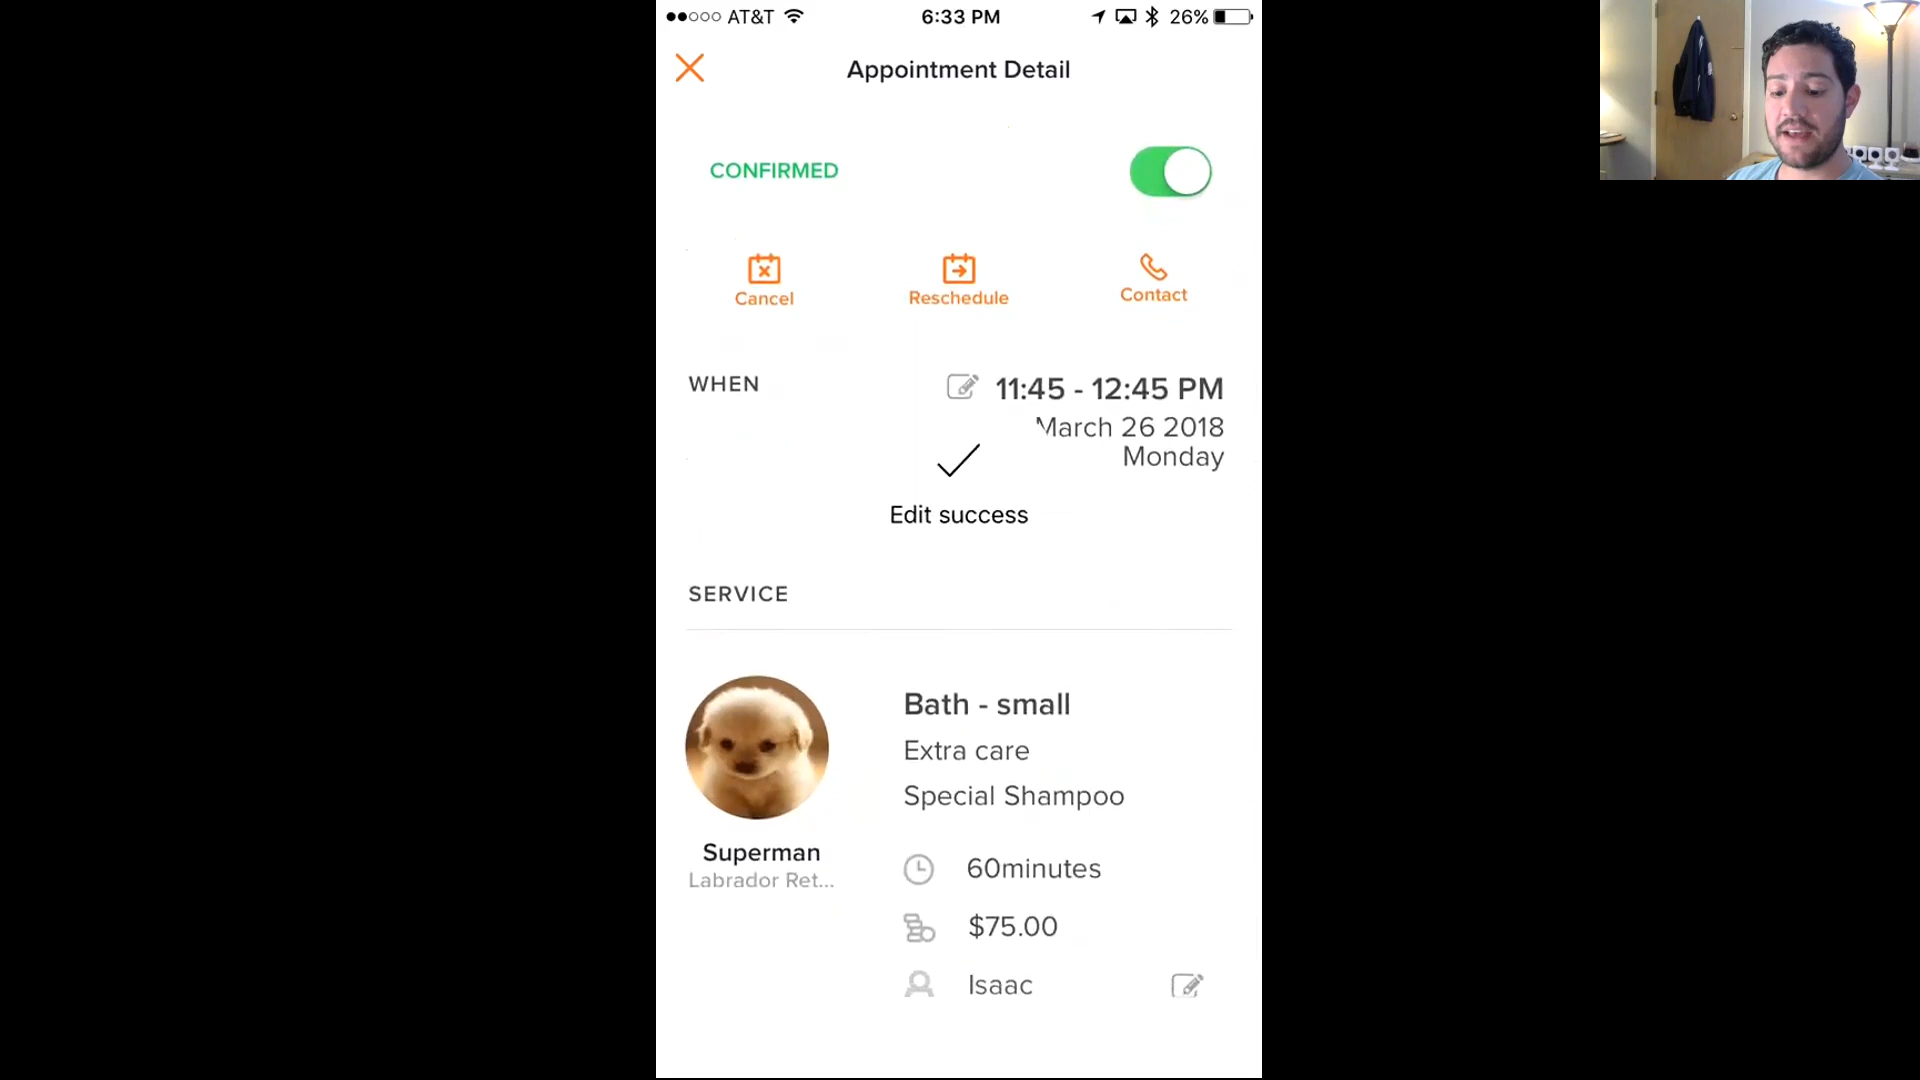 AT&T 6:33 PM 26%
Appointment Detail
CONFIRMED
Cancel Reschedule Contact
WHEN 11:45 - 12:45 PM
March 26 2018
Monday
Edit success
SERVICE
Bath - small
Extra care
Special Shampoo
Superman
Labrador Ret...
60minutes
$75.00
Isaac